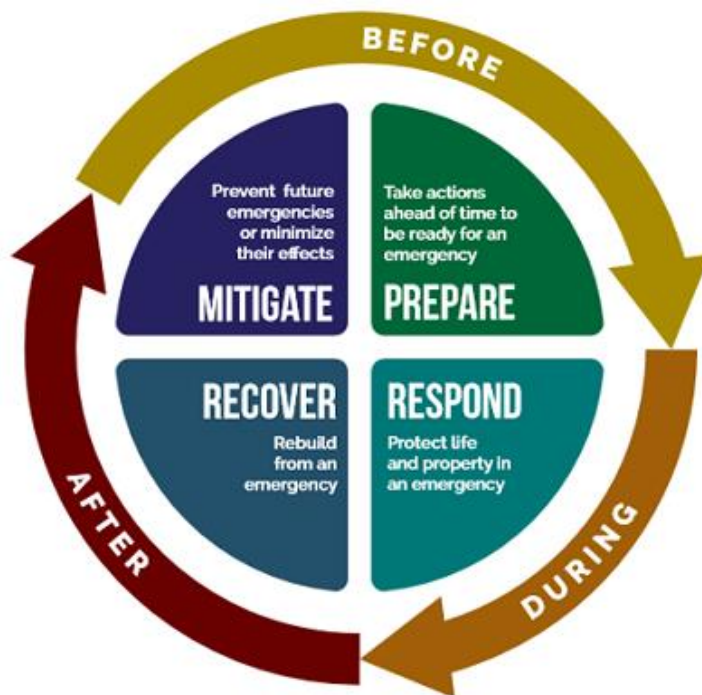 BEFORE
Prevent future
emergencies
or minimize
their effects
MITIGATE
Take actions
ahead of time to
be ready for an
emergency
PREPARE
RECOVER
Rebuild
from an
emergency
RESPOND
Protect life
and property in
an emergency
AFTER
DURING